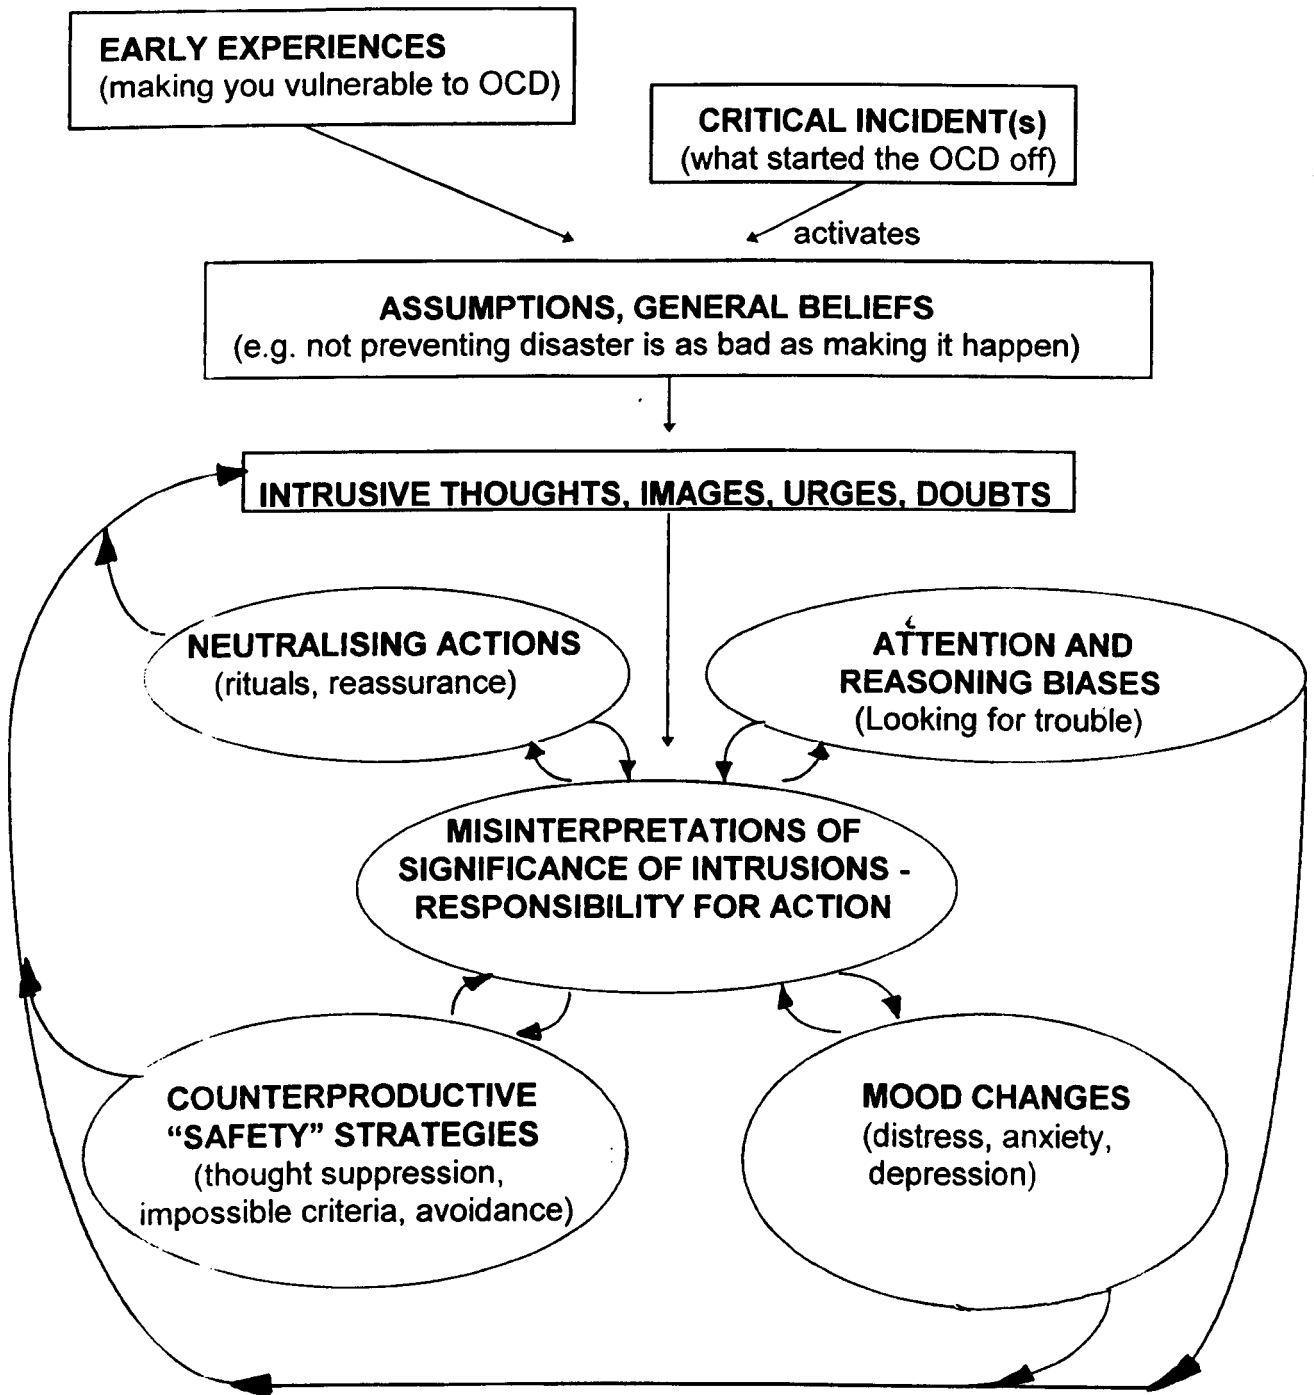 EARLY EXPERIENCES
(making you vulnerable to OCD)
CRITICAL INCIDENT(s)
(what started the OCD off)
activates
ASSUMPTIONS, GENERAL BELIEFS
(e.g. not preventing disaster is as bad as making it happen)
INTRUSIVE THOUGHTS, IMAGES, URGES, DOUBTS
NEUTRALISING ACTIONS
(rituals, reassurance)
ATTENTION AND
REASONING BIASES
(Looking for trouble)
MISINTERPRETATIONS OF
SIGNIFICANCE OF INTRUSIONS -
RESPONSIBILITY FOR ACTION
COUNTERPRODUCTIVE
“SAFETY” STRATEGIES
(thought suppression,
impossible criteria, avoidance)
MOOD CHANGES
(distress, anxiety,
depression)